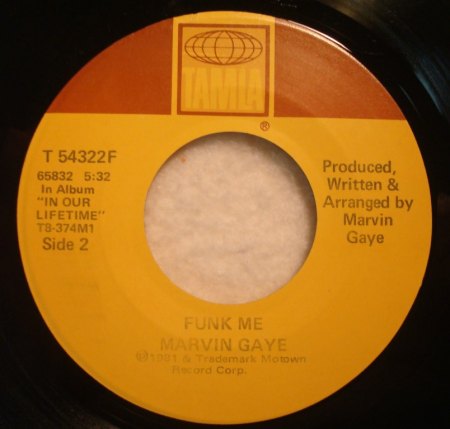 TAMLA
®
T 54322F
65832 5:32
In Album
"IN OUR
LIFETIME"
T8-374M1
Side 2
Produced,
Written &
Arranged by
Marvin
Gaye
FUNK ME
MARVIN GAYE
℗1981 & Trademark Motown
Record Corp.